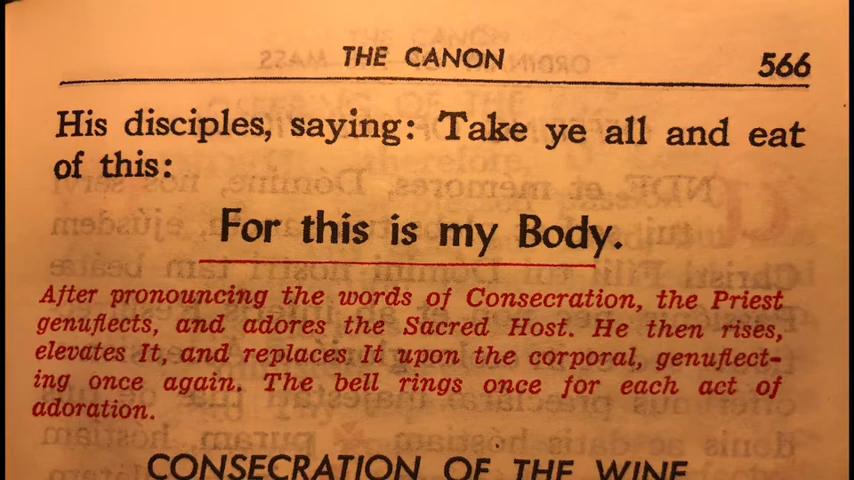 THE CANON 566
His disciples, saying: Take ye all and eat
of this:
For this is my Body.
After pronouncing the words of Consecration, the Priest
genuflects, and adores the Sacred Host. He then rises,
elevates It, and replaces It upon the corporal, genuflect-
ing once again. The bell rings once for each act of
adoration.
CONSECRATION OF THE WINE